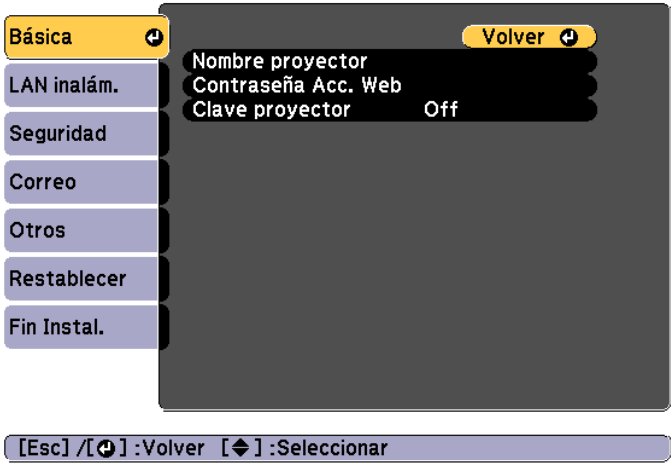 Básica
Volver
Nombre proyector
LAN inalám.
Contraseña Acc. Web
Clave proyector Off
Seguridad
Correo
Otros
Restablecer
Fin Instal.
[Esc] /[ ] :Volver [ ] :Seleccionar